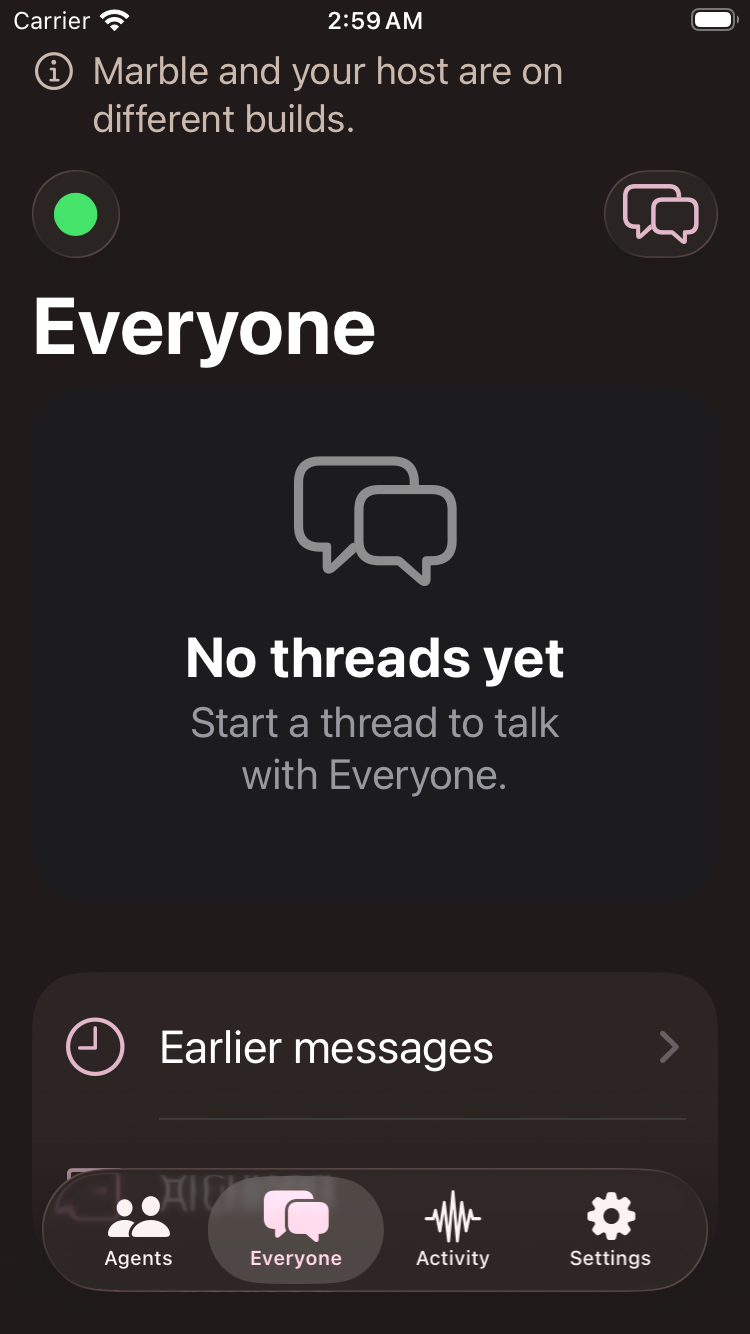 Carrier
2:59 AM
Marble and your host are on
different builds.
Everyone
No threads yet
Start a thread to talk
with Everyone.
Earlier messages
Agents
Everyone
Activity
Settings